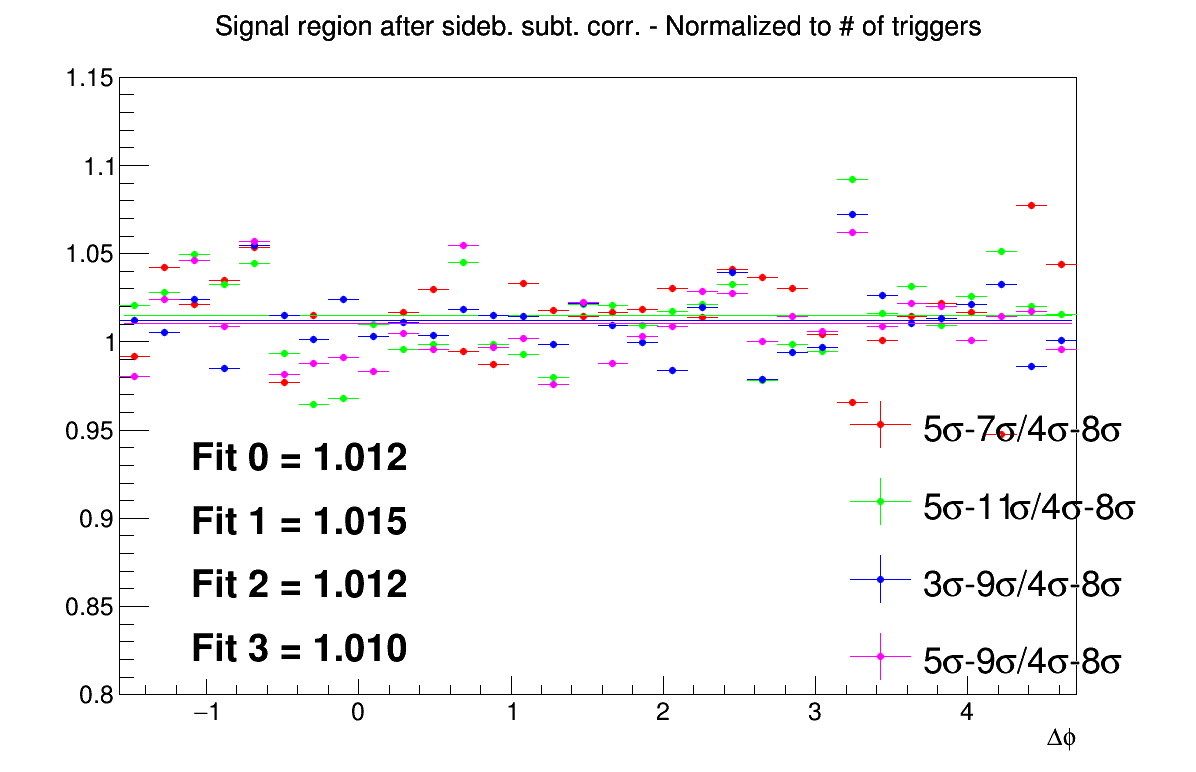 Signal region after sideb. subt. corr. - Normalized to # of triggers
1.15
1.1
1.05
1
0.95
0.9
0.85
0.8
5σ-7σ/4σ-8σ
5σ-11σ/4σ-8σ
3σ-9σ/4σ-8σ
5σ-9σ/4σ-8σ
Fit 0 = 1.012
Fit 1 = 1.015
Fit 2 = 1.012
Fit 3 = 1.010
−1 0 1 2 3 4
Δϕ